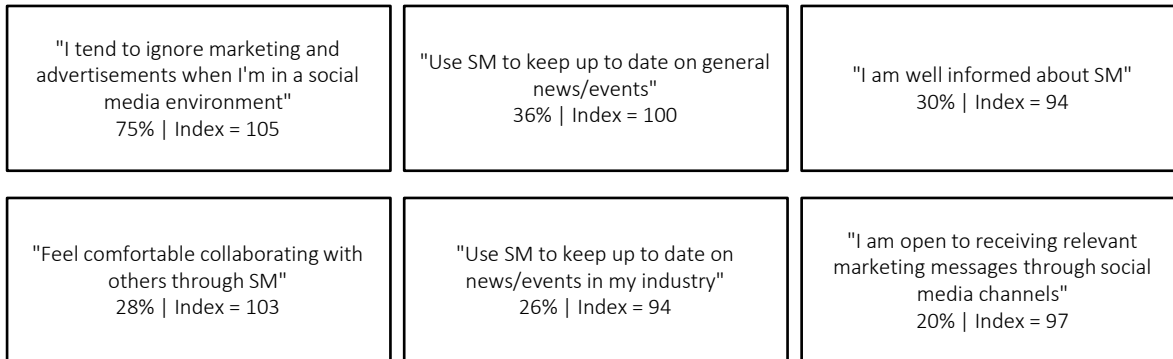 "I tend to ignore marketing and
advertisements when I'm in a social
media environment"
75% | Index = 105
"Use SM to keep up to date on general
news/events"
36% | Index = 100
"I am well informed about SM"
30% | Index = 94
"Feel comfortable collaborating with
others through SM"
28% | Index = 103
"Use SM to keep up to date on
news/events in my industry"
26% | Index = 94
"I am open to receiving relevant
marketing messages through social
media channels"
20% | Index = 97